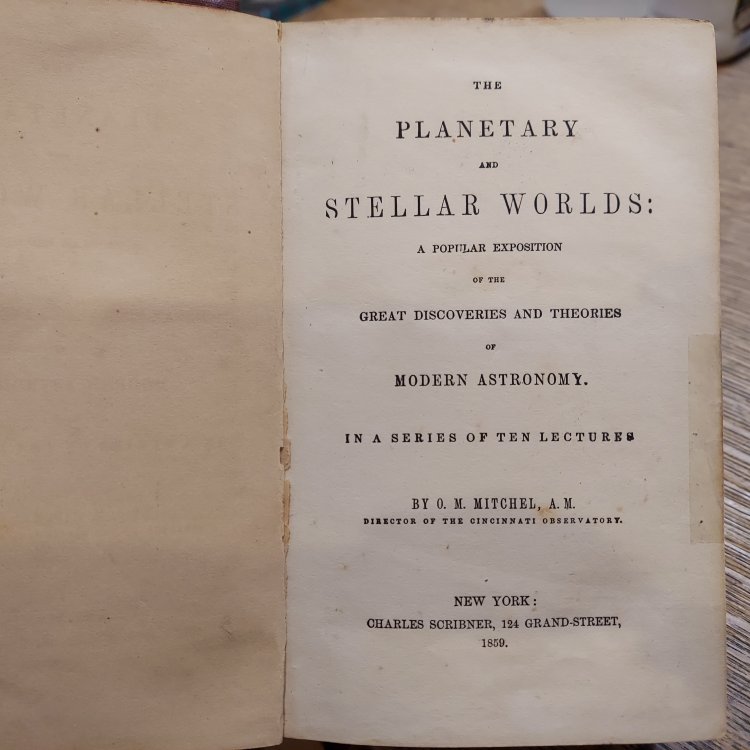 THE
PLANETARY
AND
STELLAR WORLDS:
A POPULAR EXPOSITION
OF THE
GREAT DISCOVERIES AND THEORIES
OF
MODERN ASTRONOMY.
IN A SERIES OF TEN LECTURES
BY O. M. MITCHEL, A.M.
DIRECTOR OF THE CINCINNATI OBSERVATORY.
NEW YORK:
CHARLES SCRIBNER, 124 GRAND-STREET,
1859.